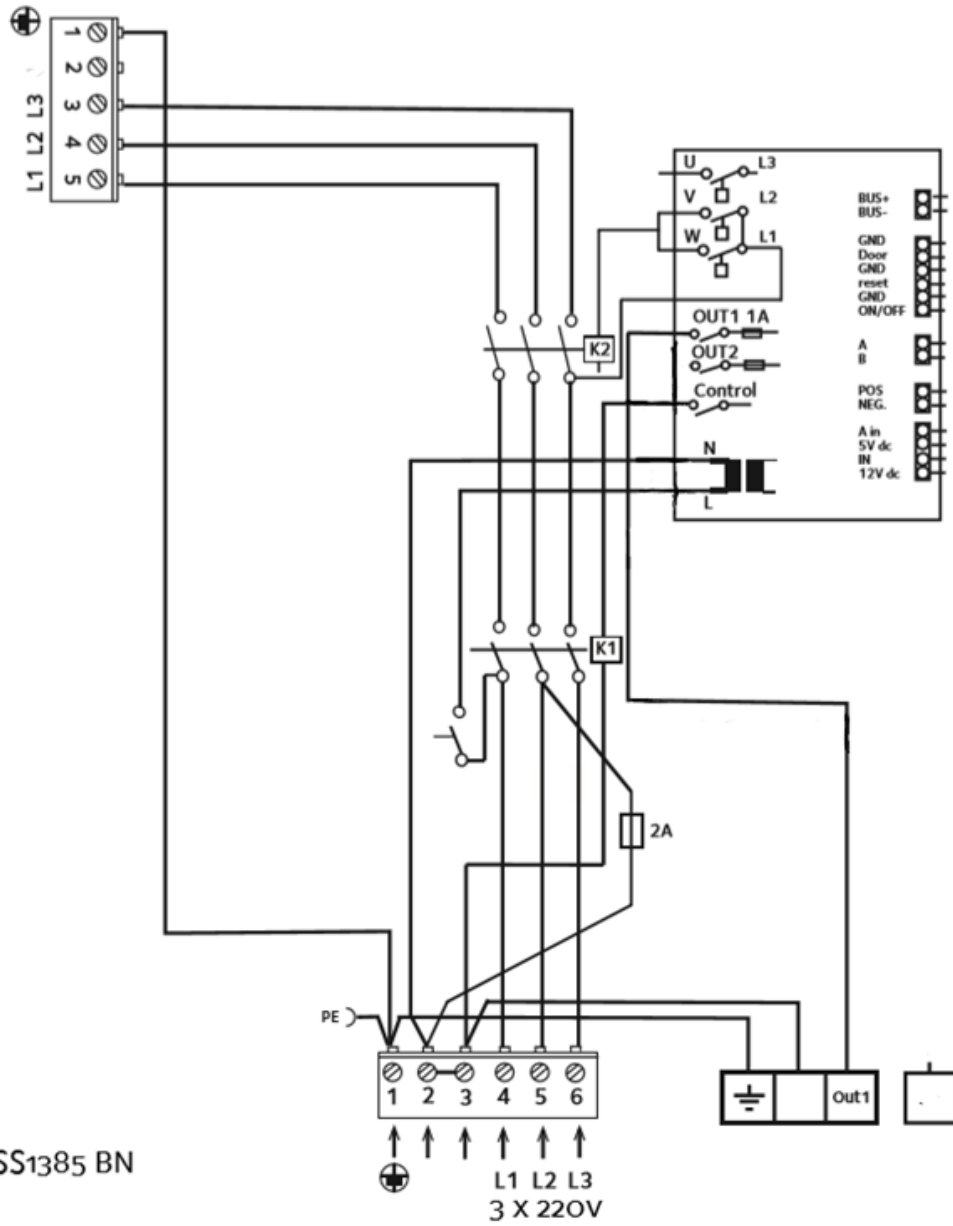 1
2
3
4
5
L3
L2
L1
U
L3
V
L2
W
L1
BUS+
BUS-
GND
Door
GND
reset
GND
ON/OFF
OUT1 1A
OUT2
K2
A
B
Control
POS
NEG.
A in
5V dc
IN
12V dc
N
L
K1
2A
PE
1 2 3 4 5 6
Out1
L1 L2 L3
3 X 220V
SS1385 BN